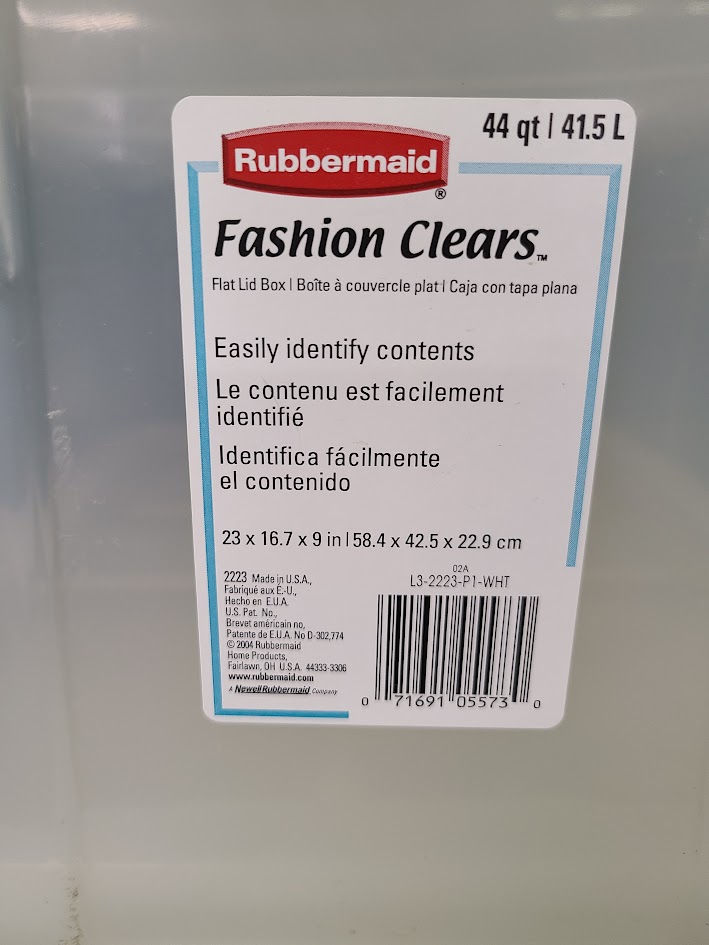 44 qt | 41.5 L
Rubbermaid®
Fashion Clears™
Flat Lid Box | Boîte à couvercle plat | Caja con tapa plana
Easily identify contents
Le contenu est facilement
identifié
Identifica fácilmente
el contenido
23 x 16.7 x 9 in | 58.4 x 42.5 x 22.9 cm
2223 Made in U.S.A.,
Fabriqué aux É.-U.,
Hecho en E.U.A.
U.S. Pat. No.,
Brevet américain no,
Patente de E.U.A. No D-302,774
© 2004 Rubbermaid
Home Products,
Fairlawn, OH U.S.A. 44333-3306
www.rubbermaid.com
A NewellRubbermaid Company
02A
L3-2223-P1-WHT
0 71691 05573 0